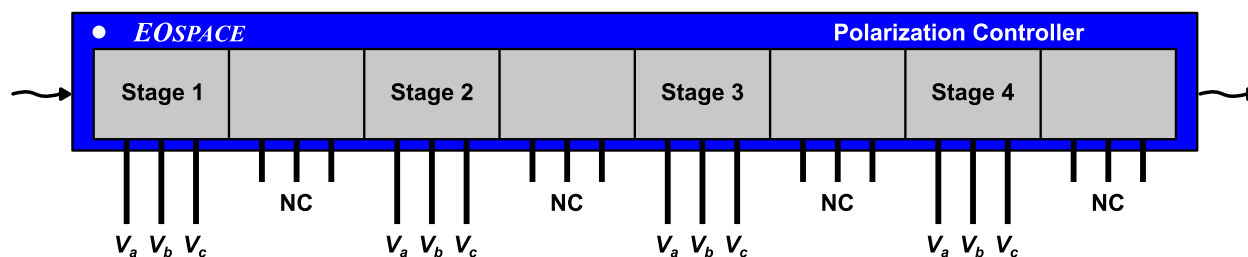 EOSPACE Polarization Controller
Stage 1 Stage 2 Stage 3 Stage 4
NC NC NC NC
Va Vb Vc Va Vb Vc Va Vb Vc Va Vb Vc